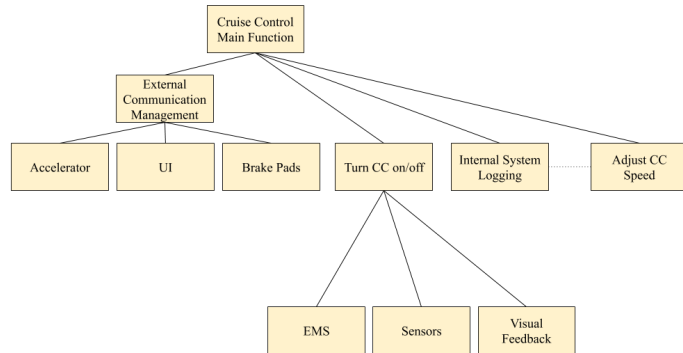 Cruise Control
Main Function
External
Communication
Management
Accelerator
UI
Brake Pads
Turn CC on/off
Internal System
Logging
Adjust CC
Speed
EMS
Sensors
Visual
Feedback